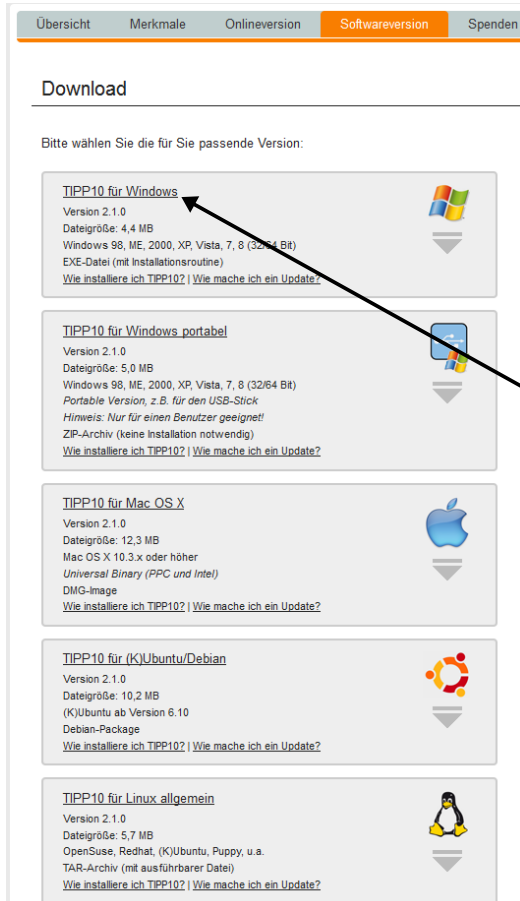 Übersicht Merkmale Onlineversion Softwareversion Spenden
Download
Bitte wählen Sie die für Sie passende Version:
TIPP10 für Windows
Version 2.1.0
Dateigröße: 4,4 MB
Windows 98, ME, 2000, XP, Vista, 7, 8 (32/64 Bit)
EXE-Datei (mit Installationsroutine)
Wie installiere ich TIPP10? | Wie mache ich ein Update?
TIPP10 für Windows portabel
Version 2.1.0
Dateigröße: 5,0 MB
Windows 98, ME, 2000, XP, Vista, 7, 8 (32/64 Bit)
Portable Version, z.B. für den USB-Stick
Hinweis: Nur für einen Benutzer geeignet!
ZIP-Archiv (keine Installation notwendig)
Wie installiere ich TIPP10? | Wie mache ich ein Update?
TIPP10 für Mac OS X
Version 2.1.0
Dateigröße: 12,3 MB
Mac OS X 10.3.x oder höher
Universal Binary (PPC und Intel)
DMG-Image
Wie installiere ich TIPP10? | Wie mache ich ein Update?
TIPP10 für (K)Ubuntu/Debian
Version 2.1.0
Dateigröße: 10,2 MB
(K)Ubuntu ab Version 6.10
Debian-Package
Wie installiere ich TIPP10? | Wie mache ich ein Update?
TIPP10 für Linux allgemein
Version 2.1.0
Dateigröße: 5,7 MB
OpenSuse, Redhat, (K)Ubuntu, Puppy, u.a.
TAR-Archiv (mit ausführbarer Datei)
Wie installiere ich TIPP10? | Wie mache ich ein Update?